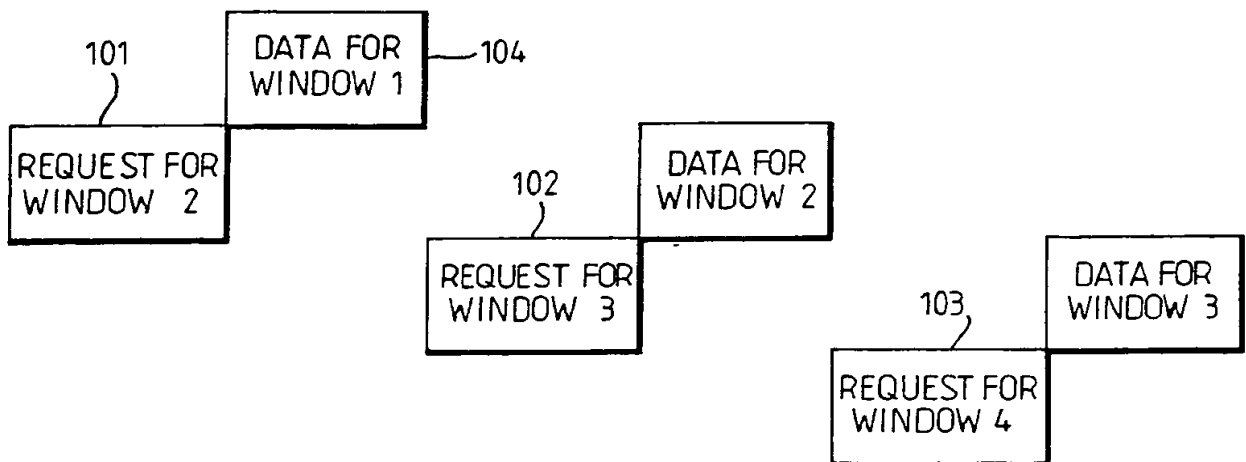 101
DATA FOR
WINDOW 1
104
REQUEST FOR
WINDOW 2
102
DATA FOR
WINDOW 2
REQUEST FOR
WINDOW 3
103
DATA FOR
WINDOW 3
REQUEST FOR
WINDOW 4